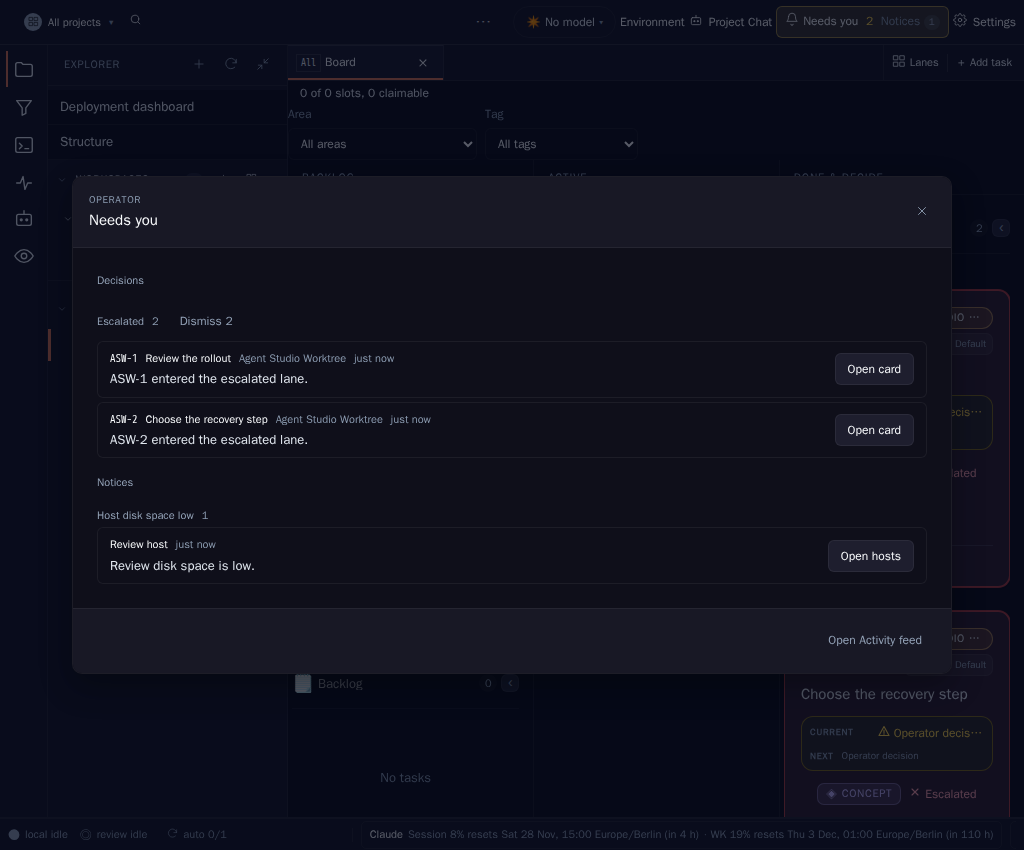 All projects
No model
Environment
Project Chat
Needs you 2 Notices 1
Settings
EXPLORER
All Board
Lanes
+ Add task
0 of 0 slots, 0 claimable
Deployment dashboard
Area
Tag
Structure
All areas
All tags
2
OPERATOR
Needs you
Decisions
Escalated 2 Dismiss 2
ASW-1 Review the rollout Agent Studio Worktree just now
ASW-1 entered the escalated lane.
Open card
ASW-2 Choose the recovery step Agent Studio Worktree just now
ASW-2 entered the escalated lane.
Open card
Notices
Host disk space low 1
Review host just now
Review disk space is low.
Open hosts
Open Activity feed
Default
Default
Backlog 0
Choose the recovery step
CURRENT Operator decis···
NEXT Operator decision
No tasks
CONCEPT
Escalated
local idle
review idle
auto 0/1
Claude Session 8% resets Sat 28 Nov, 15:00 Europe/Berlin (in 4 h) · WK 19% resets Thu 3 Dec, 01:00 Europe/Berlin (in 110 h)